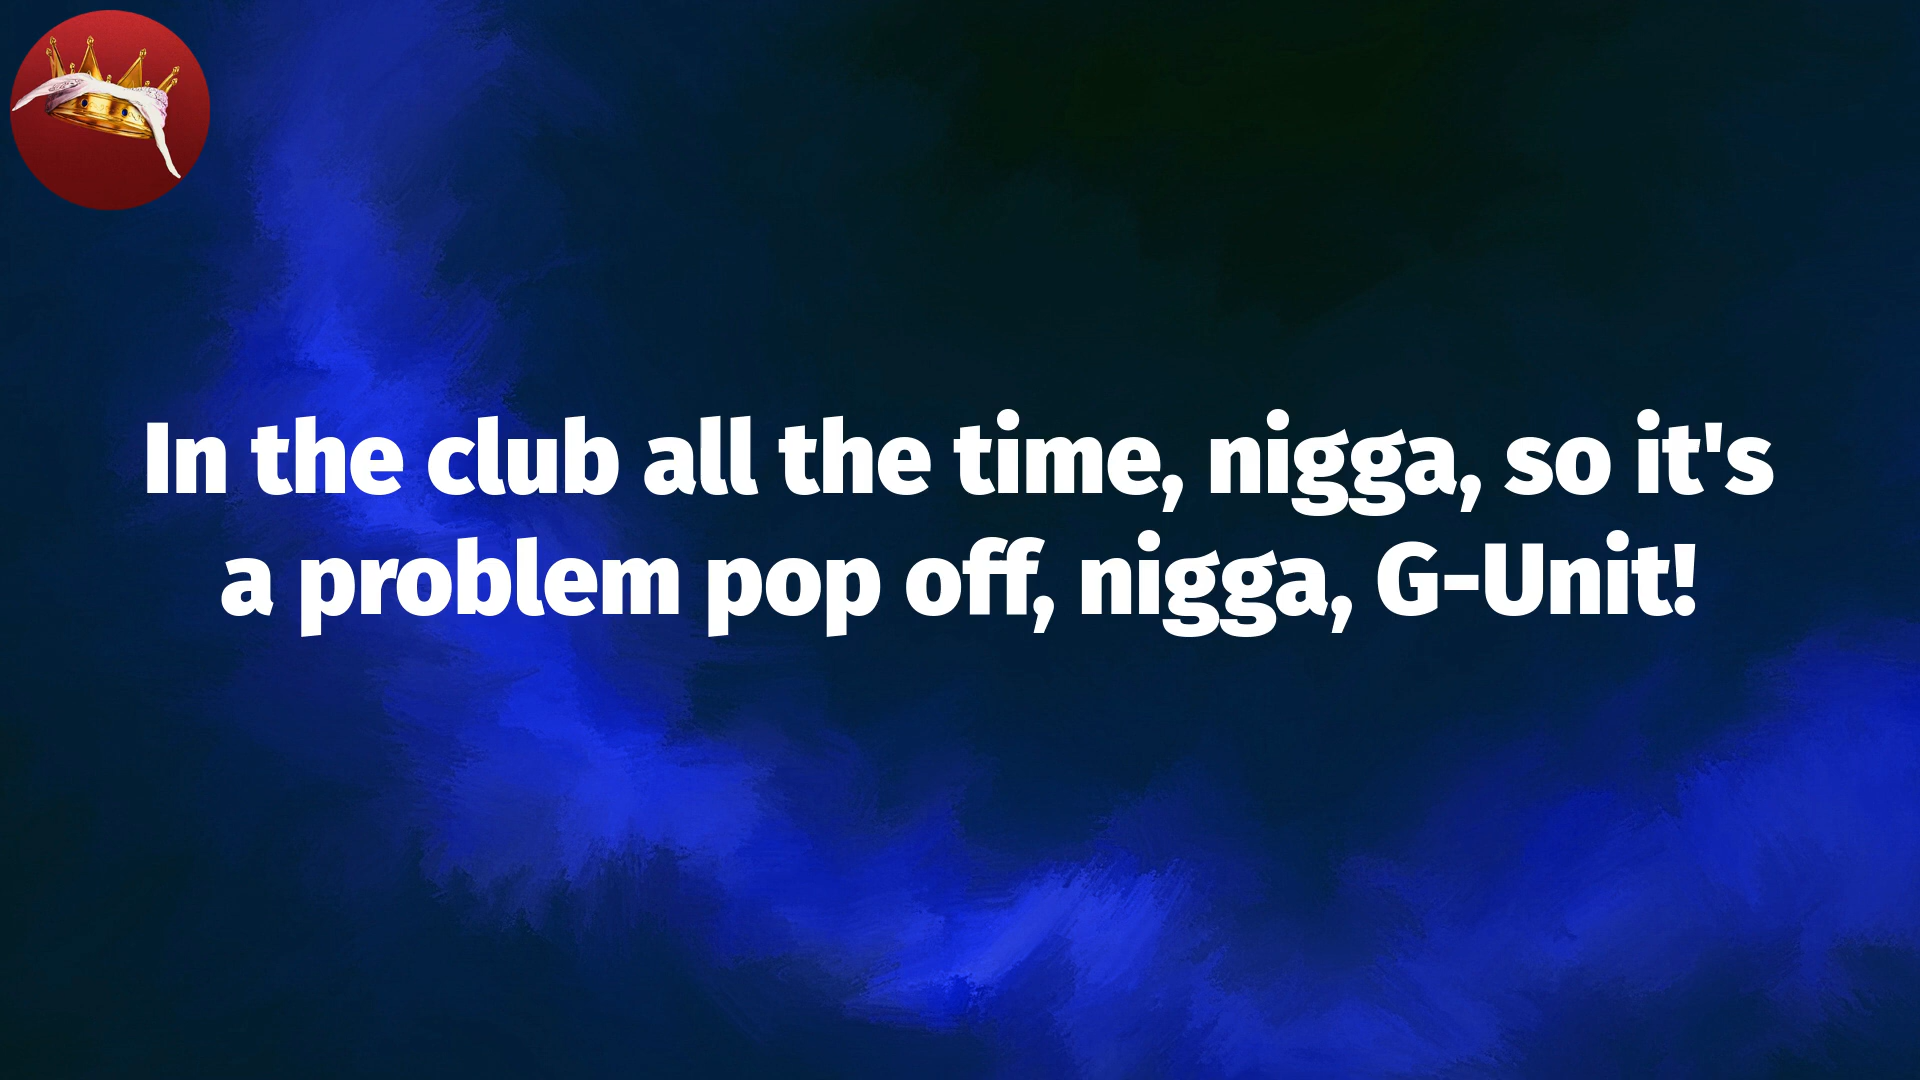 In the club all the time, nigga, so it's
a problem pop off, nigga, G-Unit!